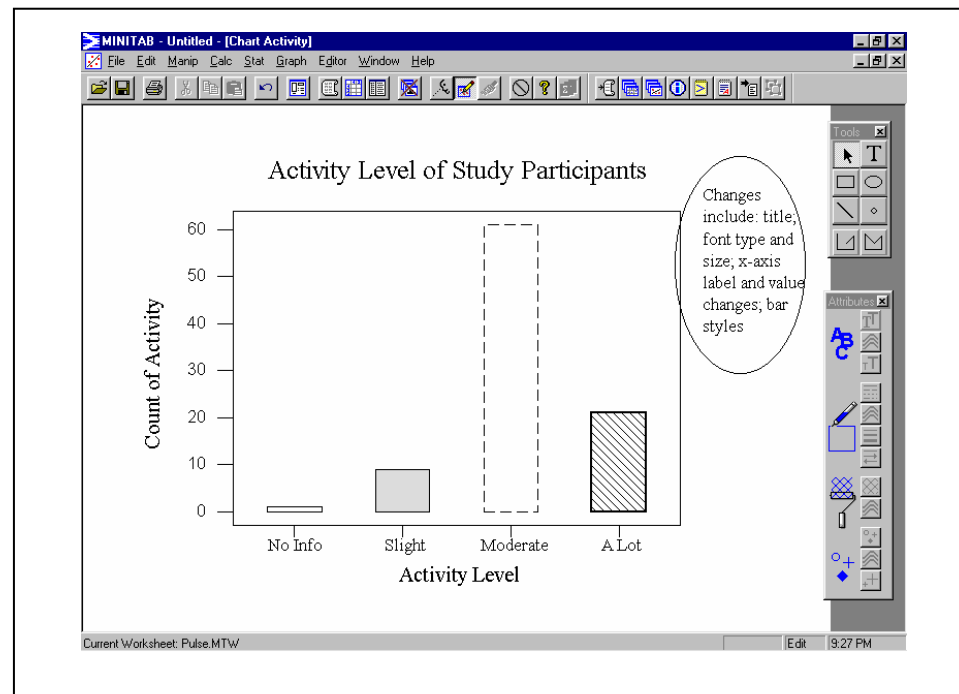 MINITAB - Untitled - [Chart Activity]
File Edit Manip Calc Stat Graph Editor Window Help
Tools
T
Activity Level of Study Participants
Changes
include: title;
font type and
size; x-axis
label and value
changes; bar
styles
60
50
40
30
20
10
0
Count of Activity
No Info Slight Moderate A Lot
Activity Level
Attributes
ABC
Current Worksheet: Pulse.MTW Edit 9:27 PM